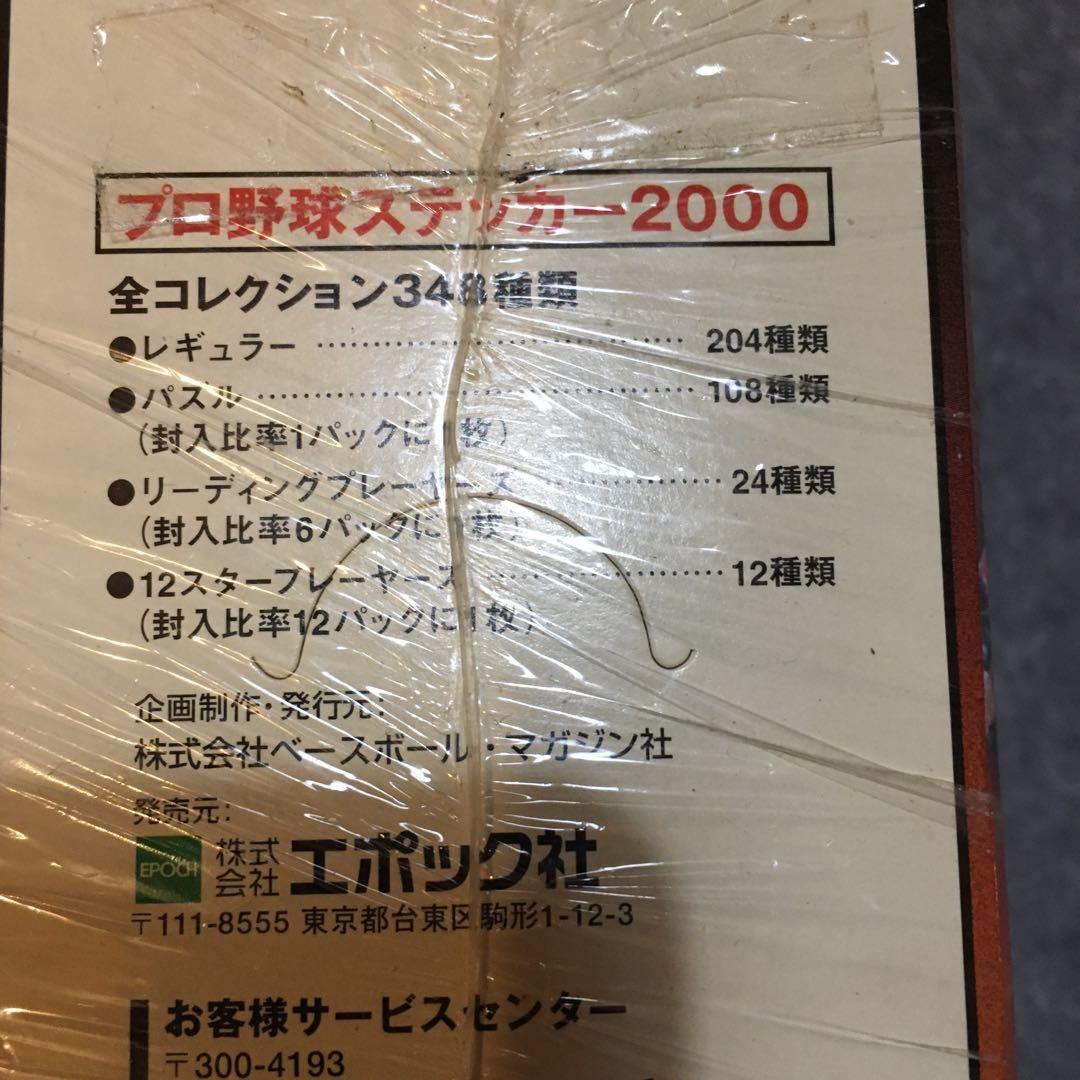 プロ野球ステッカー2000
全コレクション348種類
●レギュラー ………………………… 204種類
●パズル ………………………… 108種類
(封入比率1パックに1枚)
●リーディングプレーヤーズ ………… 24種類
(封入比率6パックに1枚)
●12スタープレーヤーズ ………… 12種類
(封入比率12パックに1枚)
企画制作・発行元:
株式会社ベースボール・マガジン社
発売元:
EPOCH 株式会社 エポック社
〒111-8555 東京都台東区駒形1-12-3
お客様サービスセンター
〒300-4193